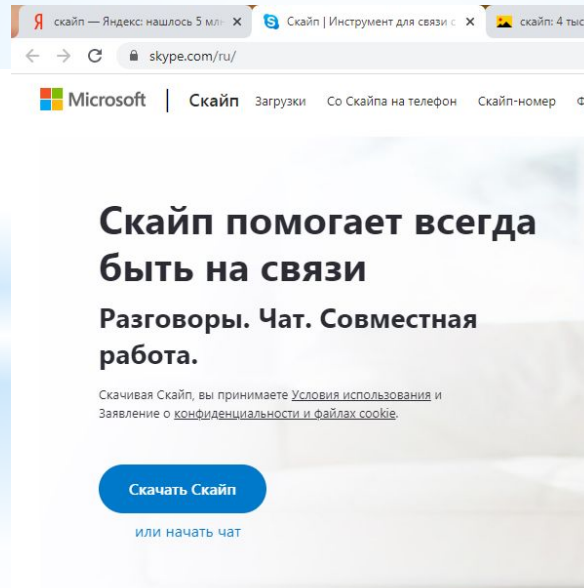 скайп — Яндекс: нашлось 5 млн
Скайп | Инструмент для связи с
скайп: 4 тыс
skype.com/ru/
Microsoft Скайп Загрузки Со Скайпа на телефон Скайп-номер
Скайп помогает всегда
быть на связи
Разговоры. Чат. Совместная
работа.
Скачивая Скайп, вы принимаете Условия использования и
Заявление о конфиденциальности и файлах cookie.
Скачать Скайп
или начать чат